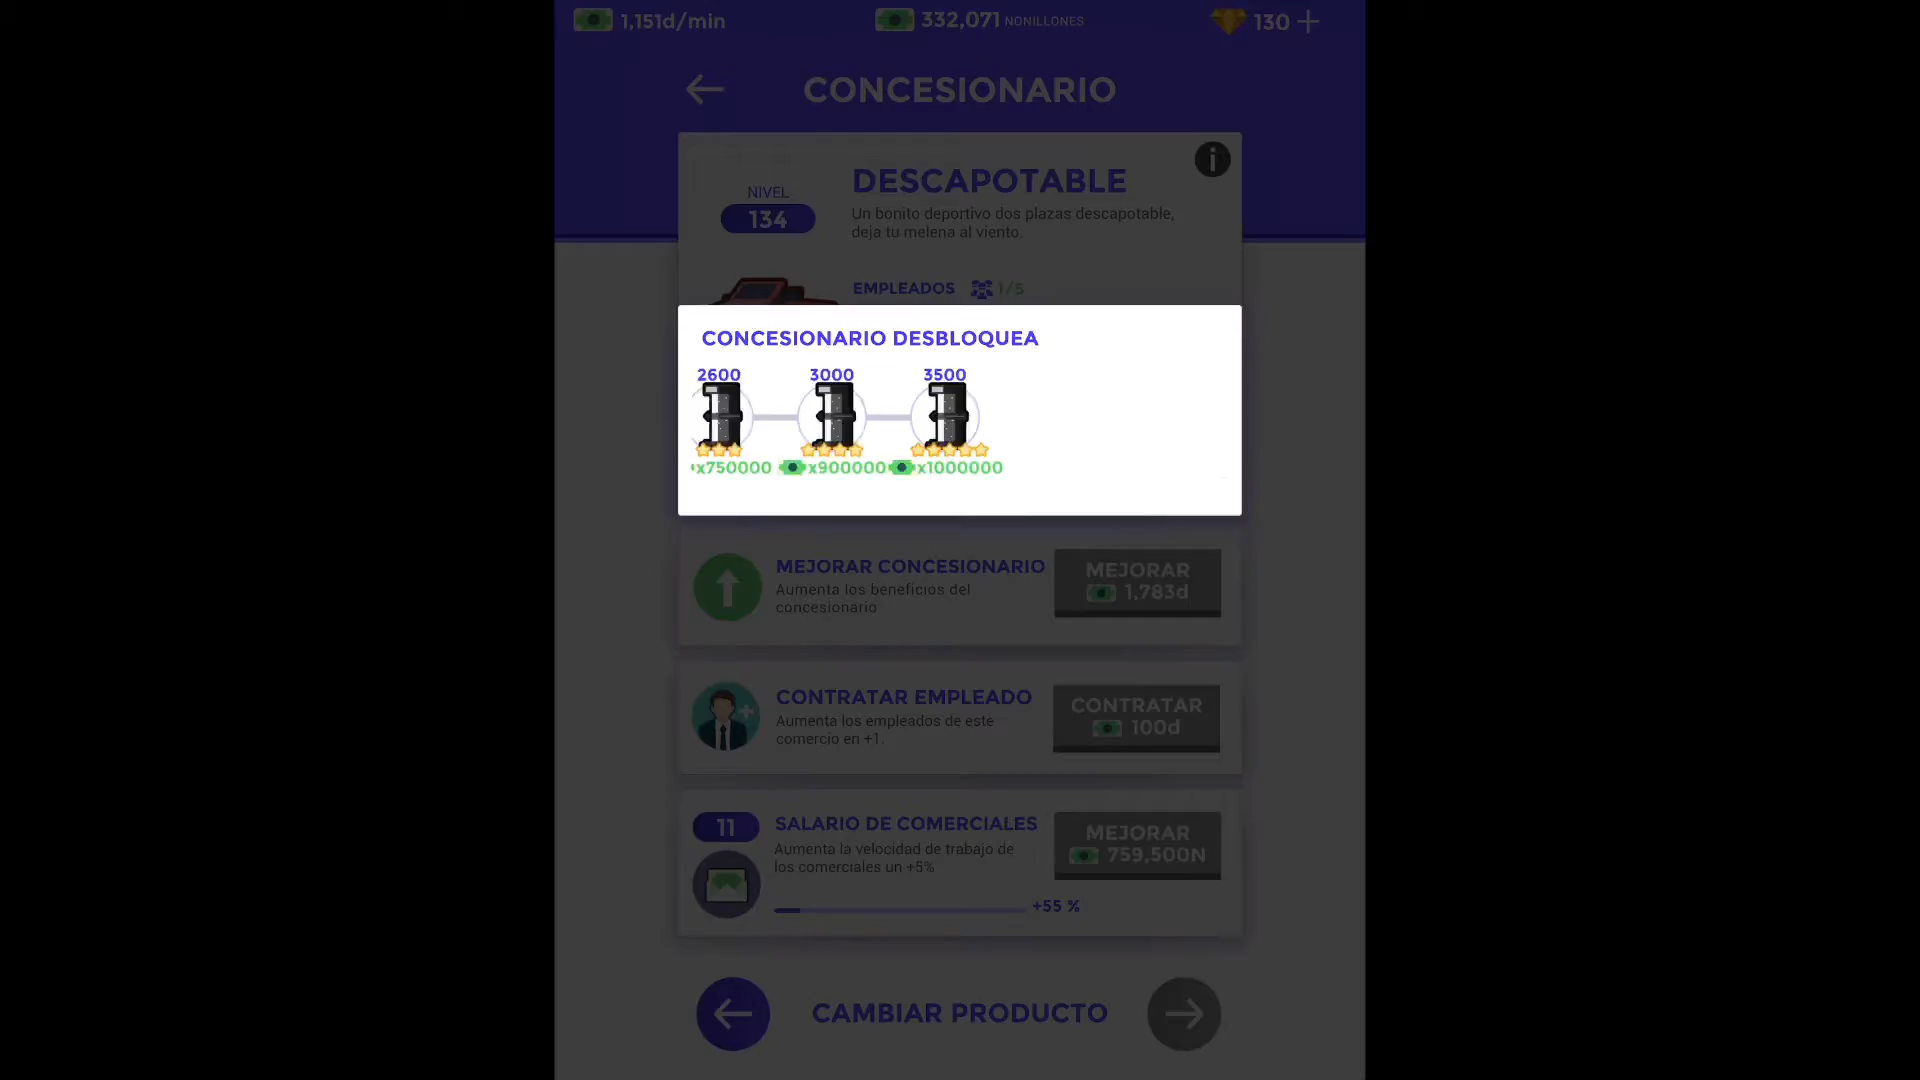 1,151d/min
332,071 NONILLONES
130 +
CONCESIONARIO
NIVEL
134
DESCAPOTABLE
Un bonito deportivo dos plazas descapotable,
deja tu melena al viento.
EMPLEADOS 1/5
CONCESIONARIO DESBLOQUEA
2600 3000 3500
x750000 x900000 x1000000
MEJORAR CONCESIONARIO
Aumenta los beneficios del
concesionario
MEJORAR
1,783d
CONTRATAR EMPLEADO
Aumenta los empleados de este
comercio en +1.
CONTRATAR
100d
11
SALARIO DE COMERCIALES
Aumenta la velocidad de trabajo de
los comerciales un +5%
+55 %
MEJORAR
759,500N
CAMBIAR PRODUCTO